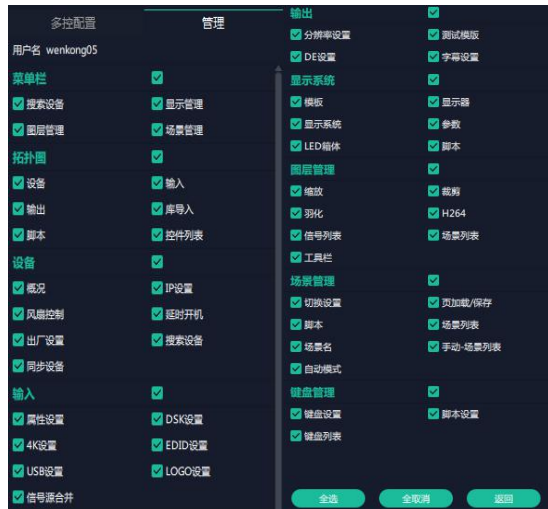 多控配置 管理
用户名 wenkong05
菜单栏
搜索设备 显示管理
图层管理 场景管理
拓扑图
设备 输入
输出 库导入
脚本 控件列表
设备
概况 IP设置
风扇控制 延时开机
出厂设置 搜索设备
同步设备
输入
属性设置 DSK设置
4K设置 EDID设置
USB设置 LOGO设置
信号源合并
输出
分辨率设置 测试模版
DE设置 字幕设置
显示系统
模板 显示器
显示系统 参数
LED箱体 脚本
图层管理
缩放 裁剪
羽化 H264
信号列表 场景列表
工具栏
场景管理
切换设置 页加载/保存
脚本 场景列表
场景名 手动-场景列表
自动模式
键盘管理
键盘设置 脚本设置
键盘列表
全选 全取消 返回